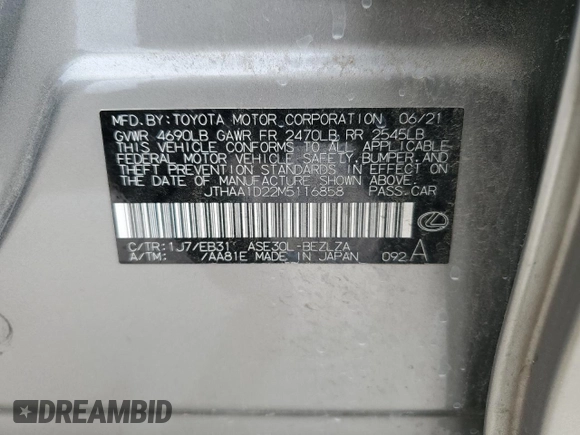 MFD. BY: TOYOTA MOTOR CORPORATION 06/21
GVWR 4690LB GAWR FR 2470LB RR 2545LB
THIS VEHICLE CONFORMS TO ALL APPLICABLE
FEDERAL MOTOR VEHICLE SAFETY, BUMPER, AND
THEFT PREVENTION STANDARDS IN EFFECT ON
THE DATE OF MANUFACTURE SHOWN ABOVE.
JTHAA1D22M5116858 PASS. CAR
C/TR: 1J7/EB31 ASE30L-BEZLZA
A/TM: /AA81E MADE IN JAPAN 092 A
DREAMBID